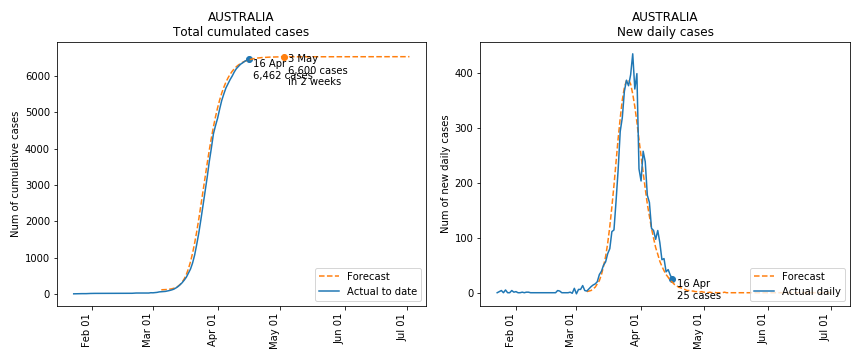 AUSTRALIA
Total cumulated cases
Num of cumulative cases
6000
5000
4000
3000
2000
1000
0
16 Apr
6,462 cases
3 May
6,600 cases
in 2 weeks
Forecast
Actual to date
Feb 01
Mar 01
Apr 01
May 01
Jun 01
Jul 01
AUSTRALIA
New daily cases
Num of new daily cases
400
300
200
100
0
16 Apr
25 cases
Forecast
Actual daily
Feb 01
Mar 01
Apr 01
May 01
Jun 01
Jul 01